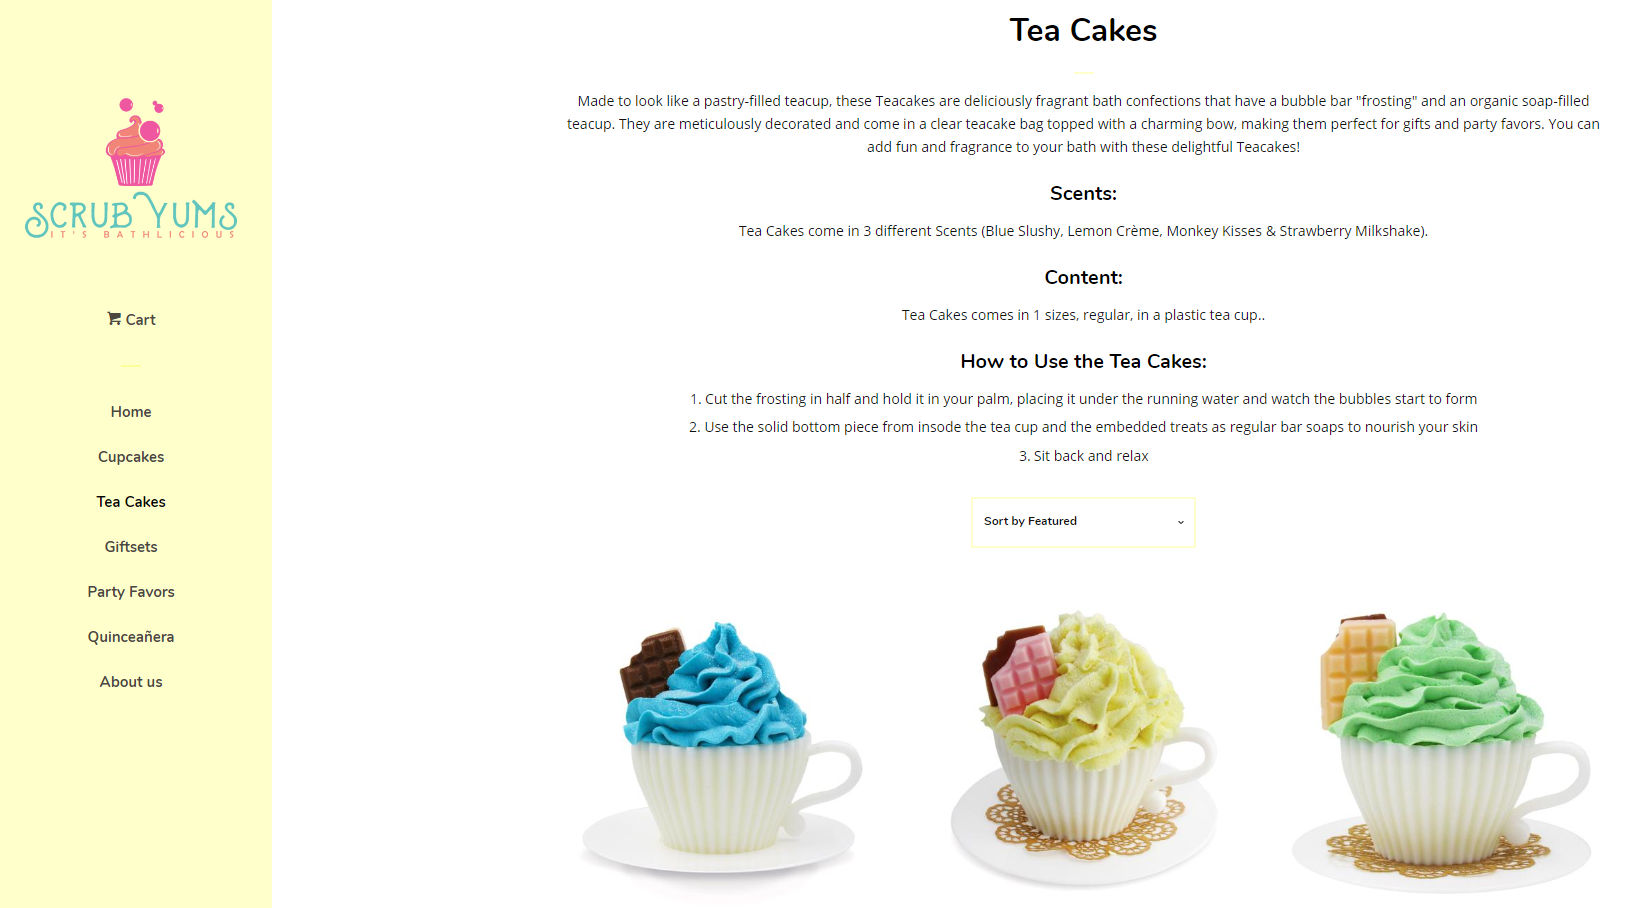 SCRUB YUMS
IT'S BATHLICIOUS
Cart
Home
Cupcakes
Tea Cakes
Giftsets
Party Favors
Quinceañera
About us
Tea Cakes
Made to look like a pastry-filled teacup, these Teacakes are deliciously fragrant bath confections that have a bubble bar "frosting" and an organic soap-filled
teacup. They are meticulously decorated and come in a clear teacake bag topped with a charming bow, making them perfect for gifts and party favors. You can
add fun and fragrance to your bath with these delightful Teacakes!
Scents:
Tea Cakes come in 3 different Scents (Blue Slushy, Lemon Crème, Monkey Kisses & Strawberry Milkshake).
Content:
Tea Cakes comes in 1 sizes, regular, in a plastic tea cup..
How to Use the Tea Cakes:
1. Cut the frosting in half and hold it in your palm, placing it under the running water and watch the bubbles start to form
2. Use the solid bottom piece from insode the tea cup and the embedded treats as regular bar soaps to nourish your skin
3. Sit back and relax
Sort by Featured